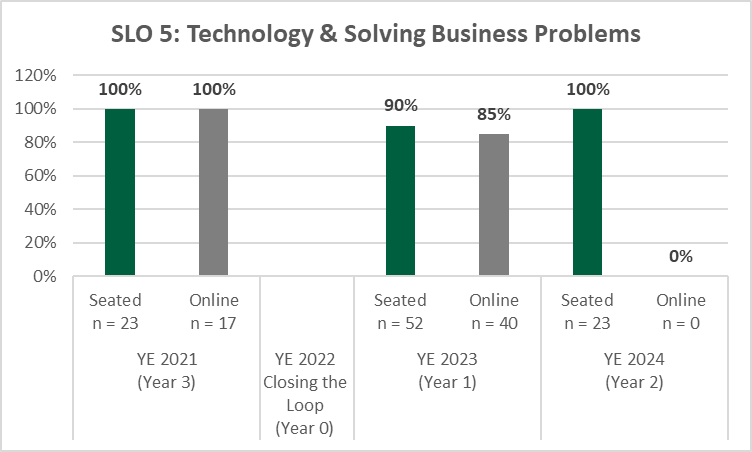 SLO 5: Technology & Solving Business Problems
120%
100%
80%
60%
40%
20%
0%
100%
100%
90%
85%
100%
0%
Seated
n = 23
Online
n = 17
Seated
n = 52
Online
n = 40
Seated
n = 23
Online
n = 0
YE 2021
(Year 3)
YE 2022
Closing the
Loop
(Year 0)
YE 2023
(Year 1)
YE 2024
(Year 2)